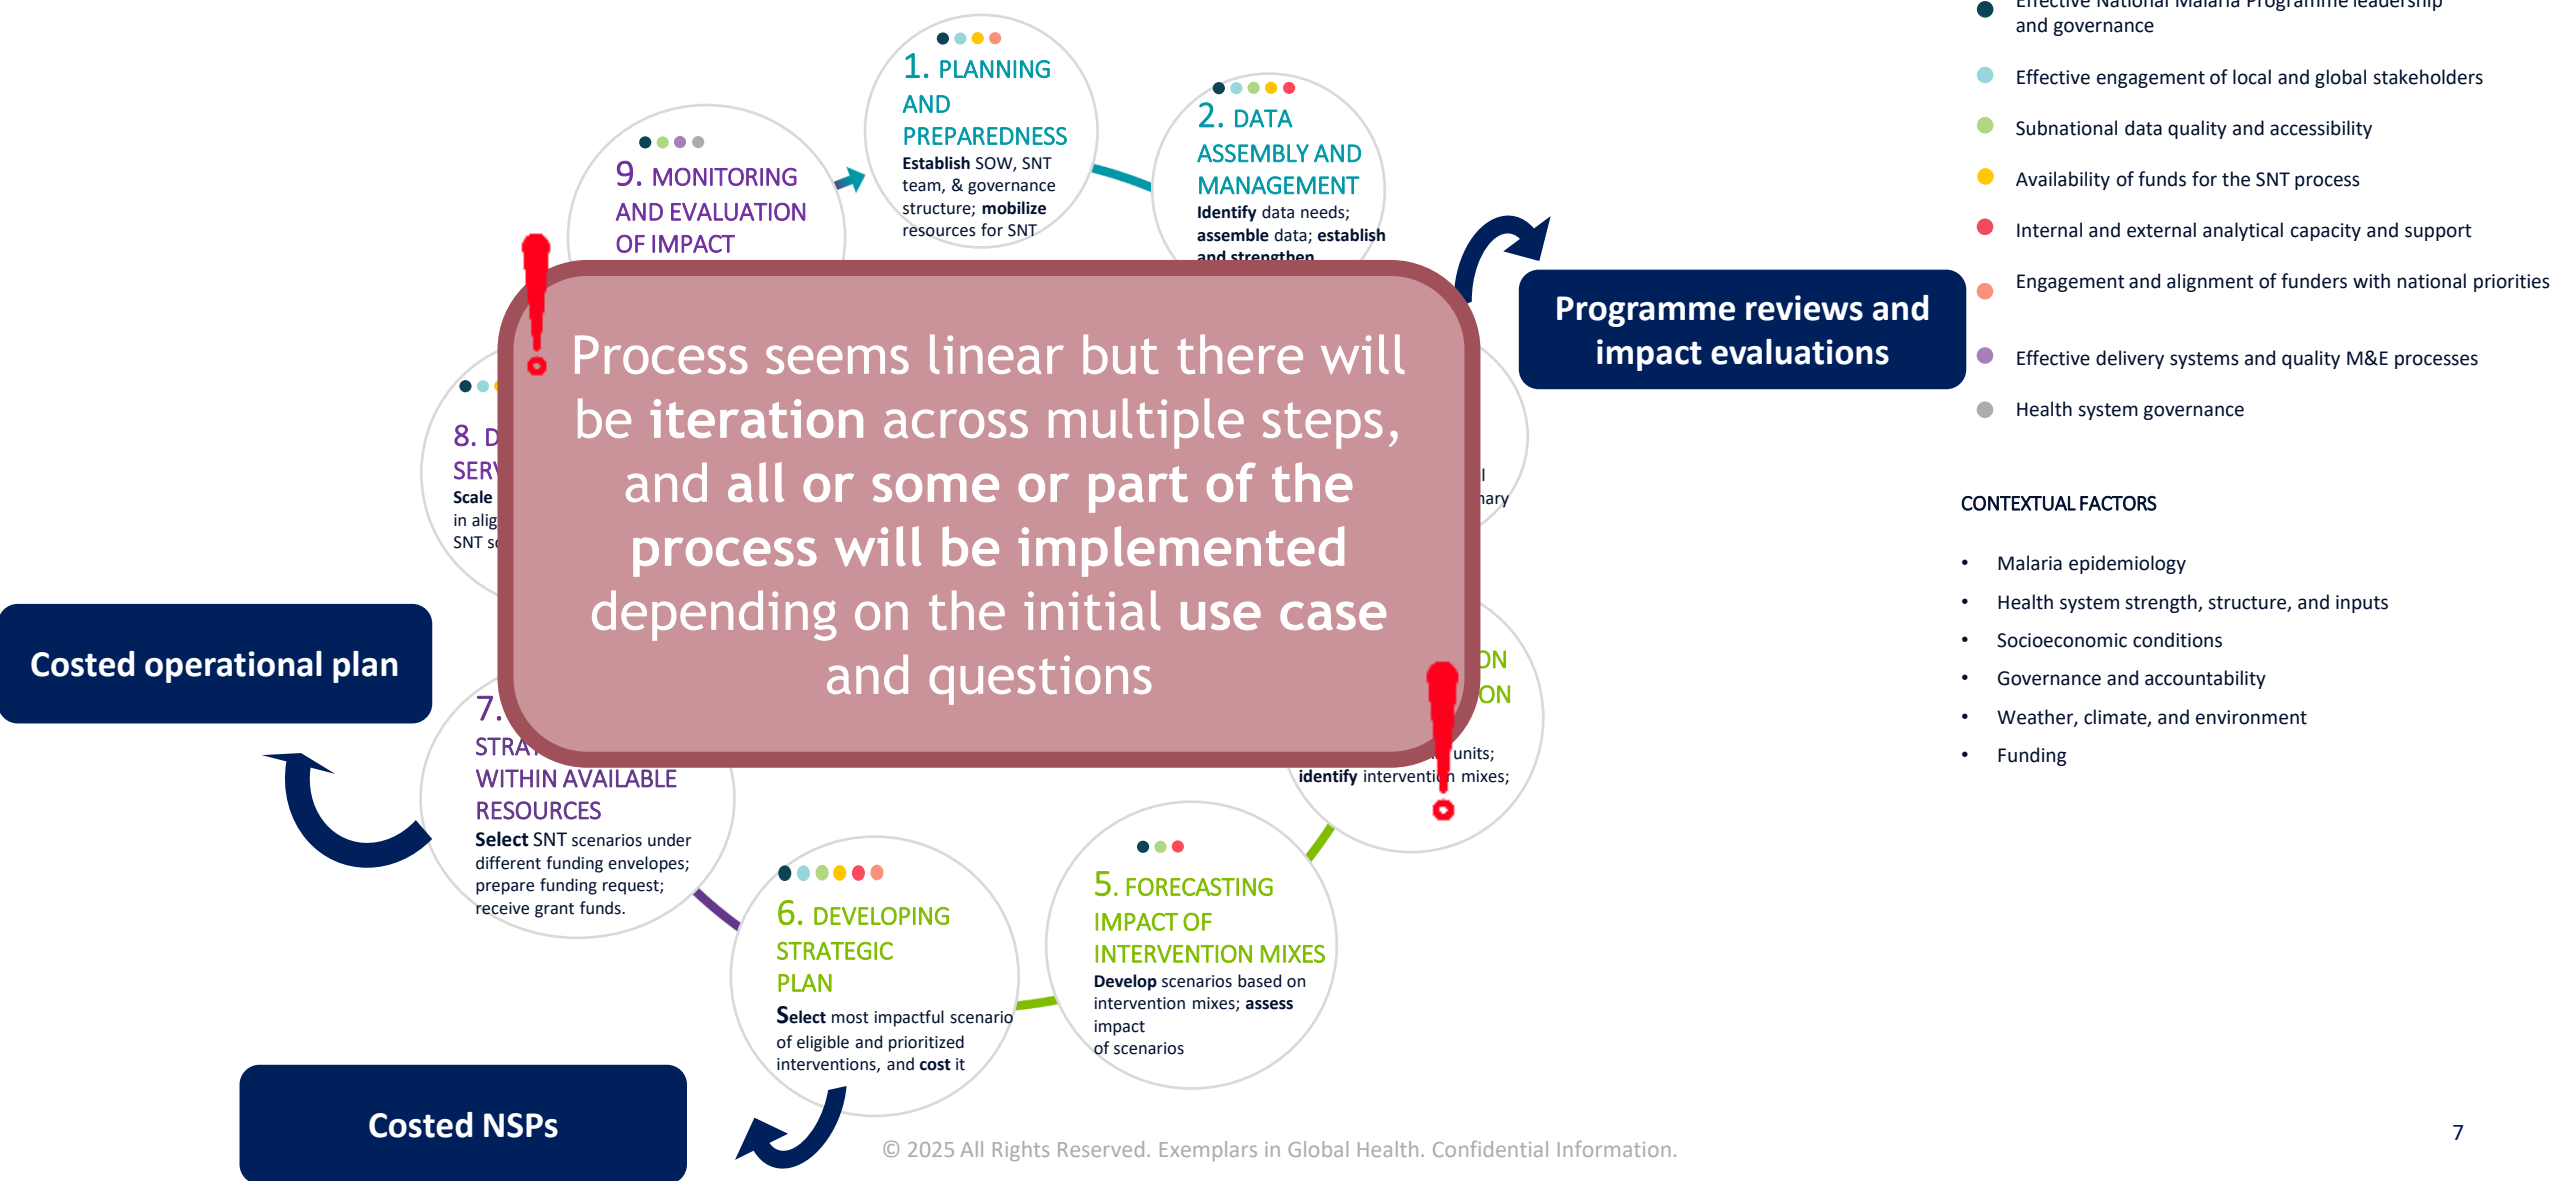 1. PLANNING
AND
PREPAREDNESS
Establish SOW, SNT
team, & governance
structure; mobilize
resources for SNT
2. DATA
ASSEMBLY AND
MANAGEMENT
Identify data needs;
assemble data; establish
and strengthen
9. MONITORING
AND EVALUATION
OF IMPACT
Process seems linear but there will
be iteration across multiple steps,
and all or some or part of the
process will be implemented
depending on the initial use case
and questions
8.
Scale
in
SNT
units;
identify intervention mixes;
7.
WITHIN AVAILABLE
RESOURCES
Select SNT scenarios under
different funding envelopes;
prepare funding request;
receive grant funds.
6. DEVELOPING
STRATEGIC
PLAN
Select most impactful scenario
of eligible and prioritized
interventions, and cost it
5. FORECASTING
IMPACT OF
INTERVENTION MIXES
Develop scenarios based on
intervention mixes; assess
impact
of scenarios
Programme reviews and
impact evaluations
Costed operational plan
Costed NSPs
Effective National Malaria Programme leadership
and governance
Effective engagement of local and global stakeholders
Subnational data quality and accessibility
Availability of funds for the SNT process
Internal and external analytical capacity and support
Engagement and alignment of funders with national priorities
Effective delivery systems and quality M&E processes
Health system governance
CONTEXTUAL FACTORS
• Malaria epidemiology
• Health system strength, structure, and inputs
• Socioeconomic conditions
• Governance and accountability
• Weather, climate, and environment
• Funding
© 2025 All Rights Reserved. Exemplars in Global Health. Confidential Information.
7